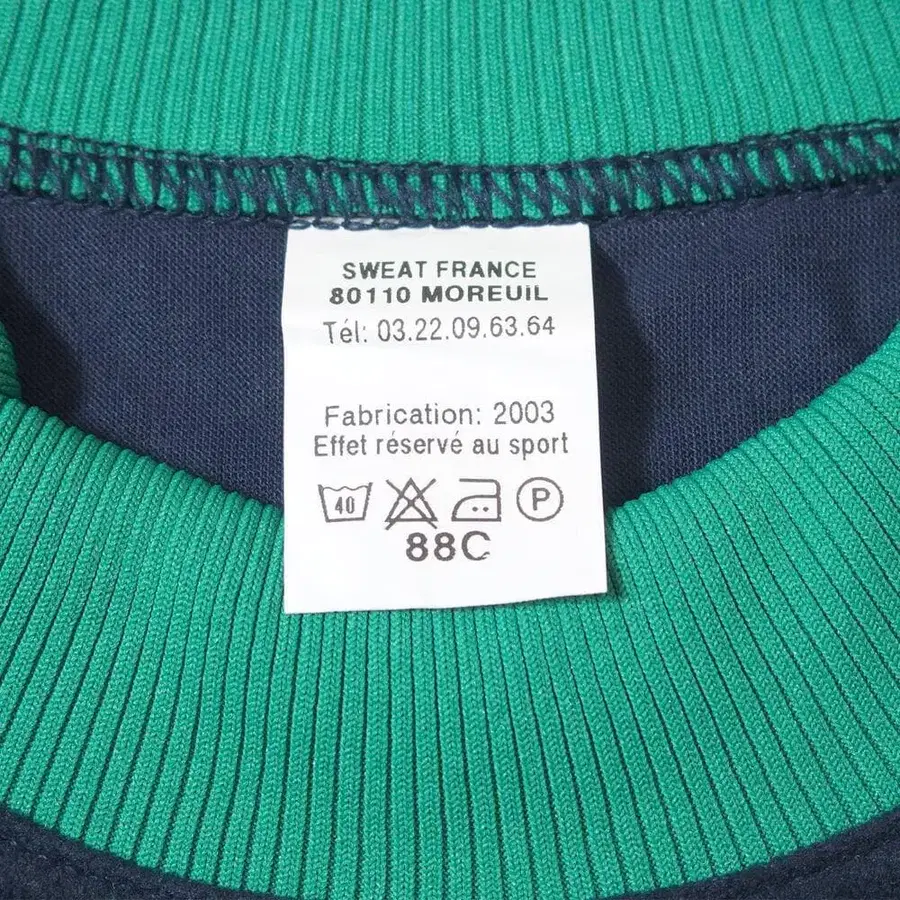 SWEAT FRANCE
80110 MOREUIL
Tél: 03.22.09.63.64
Fabrication: 2003
Effet réservé au sport
40 P
88C